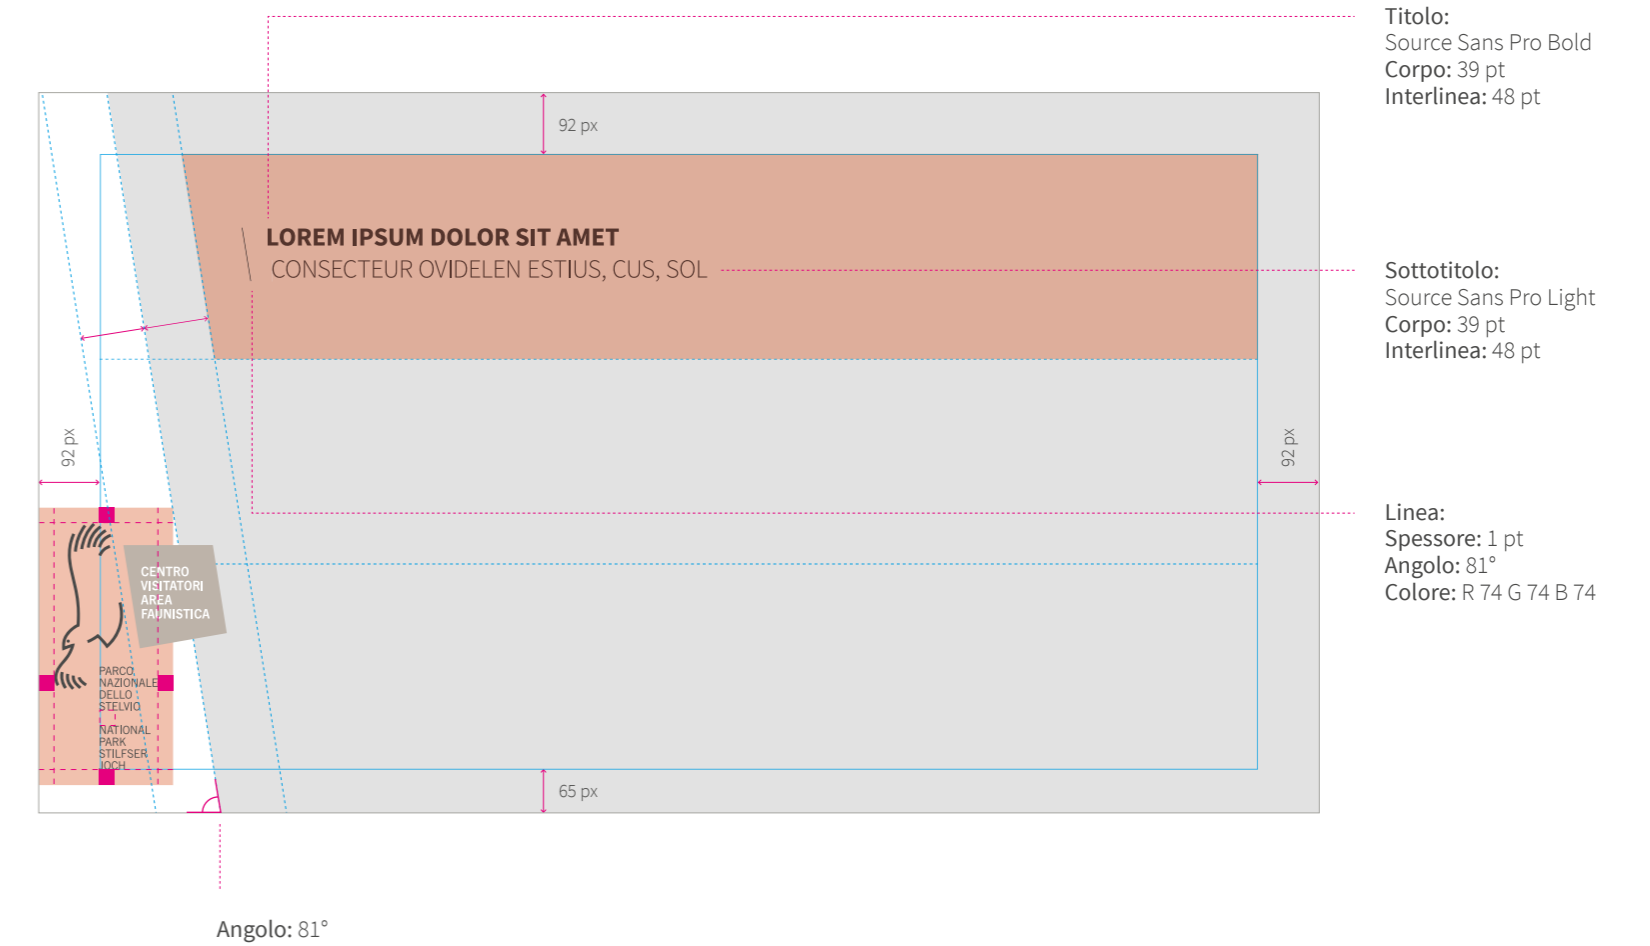 Titolo:
Source Sans Pro Bold
Corpo: 39 pt
Interlinea: 48 pt
92 px
LOREM IPSUM DOLOR SIT AMET
CONSECTEUR OVIDELEN ESTIUS, CUS, SOL
Sottotitolo:
Source Sans Pro Light
Corpo: 39 pt
Interlinea: 48 pt
92 px
92 px
Linea:
Spessore: 1 pt
Angolo: 81°
Colore: R 74 G 74 B 74
CENTRO
VISITATORI
AREA
FAUNISTICA
PARCO
NAZIONALE
DELLO
STELVIO
NATIONAL
PARK
STILFSER
JOCH
65 px
Angolo: 81°